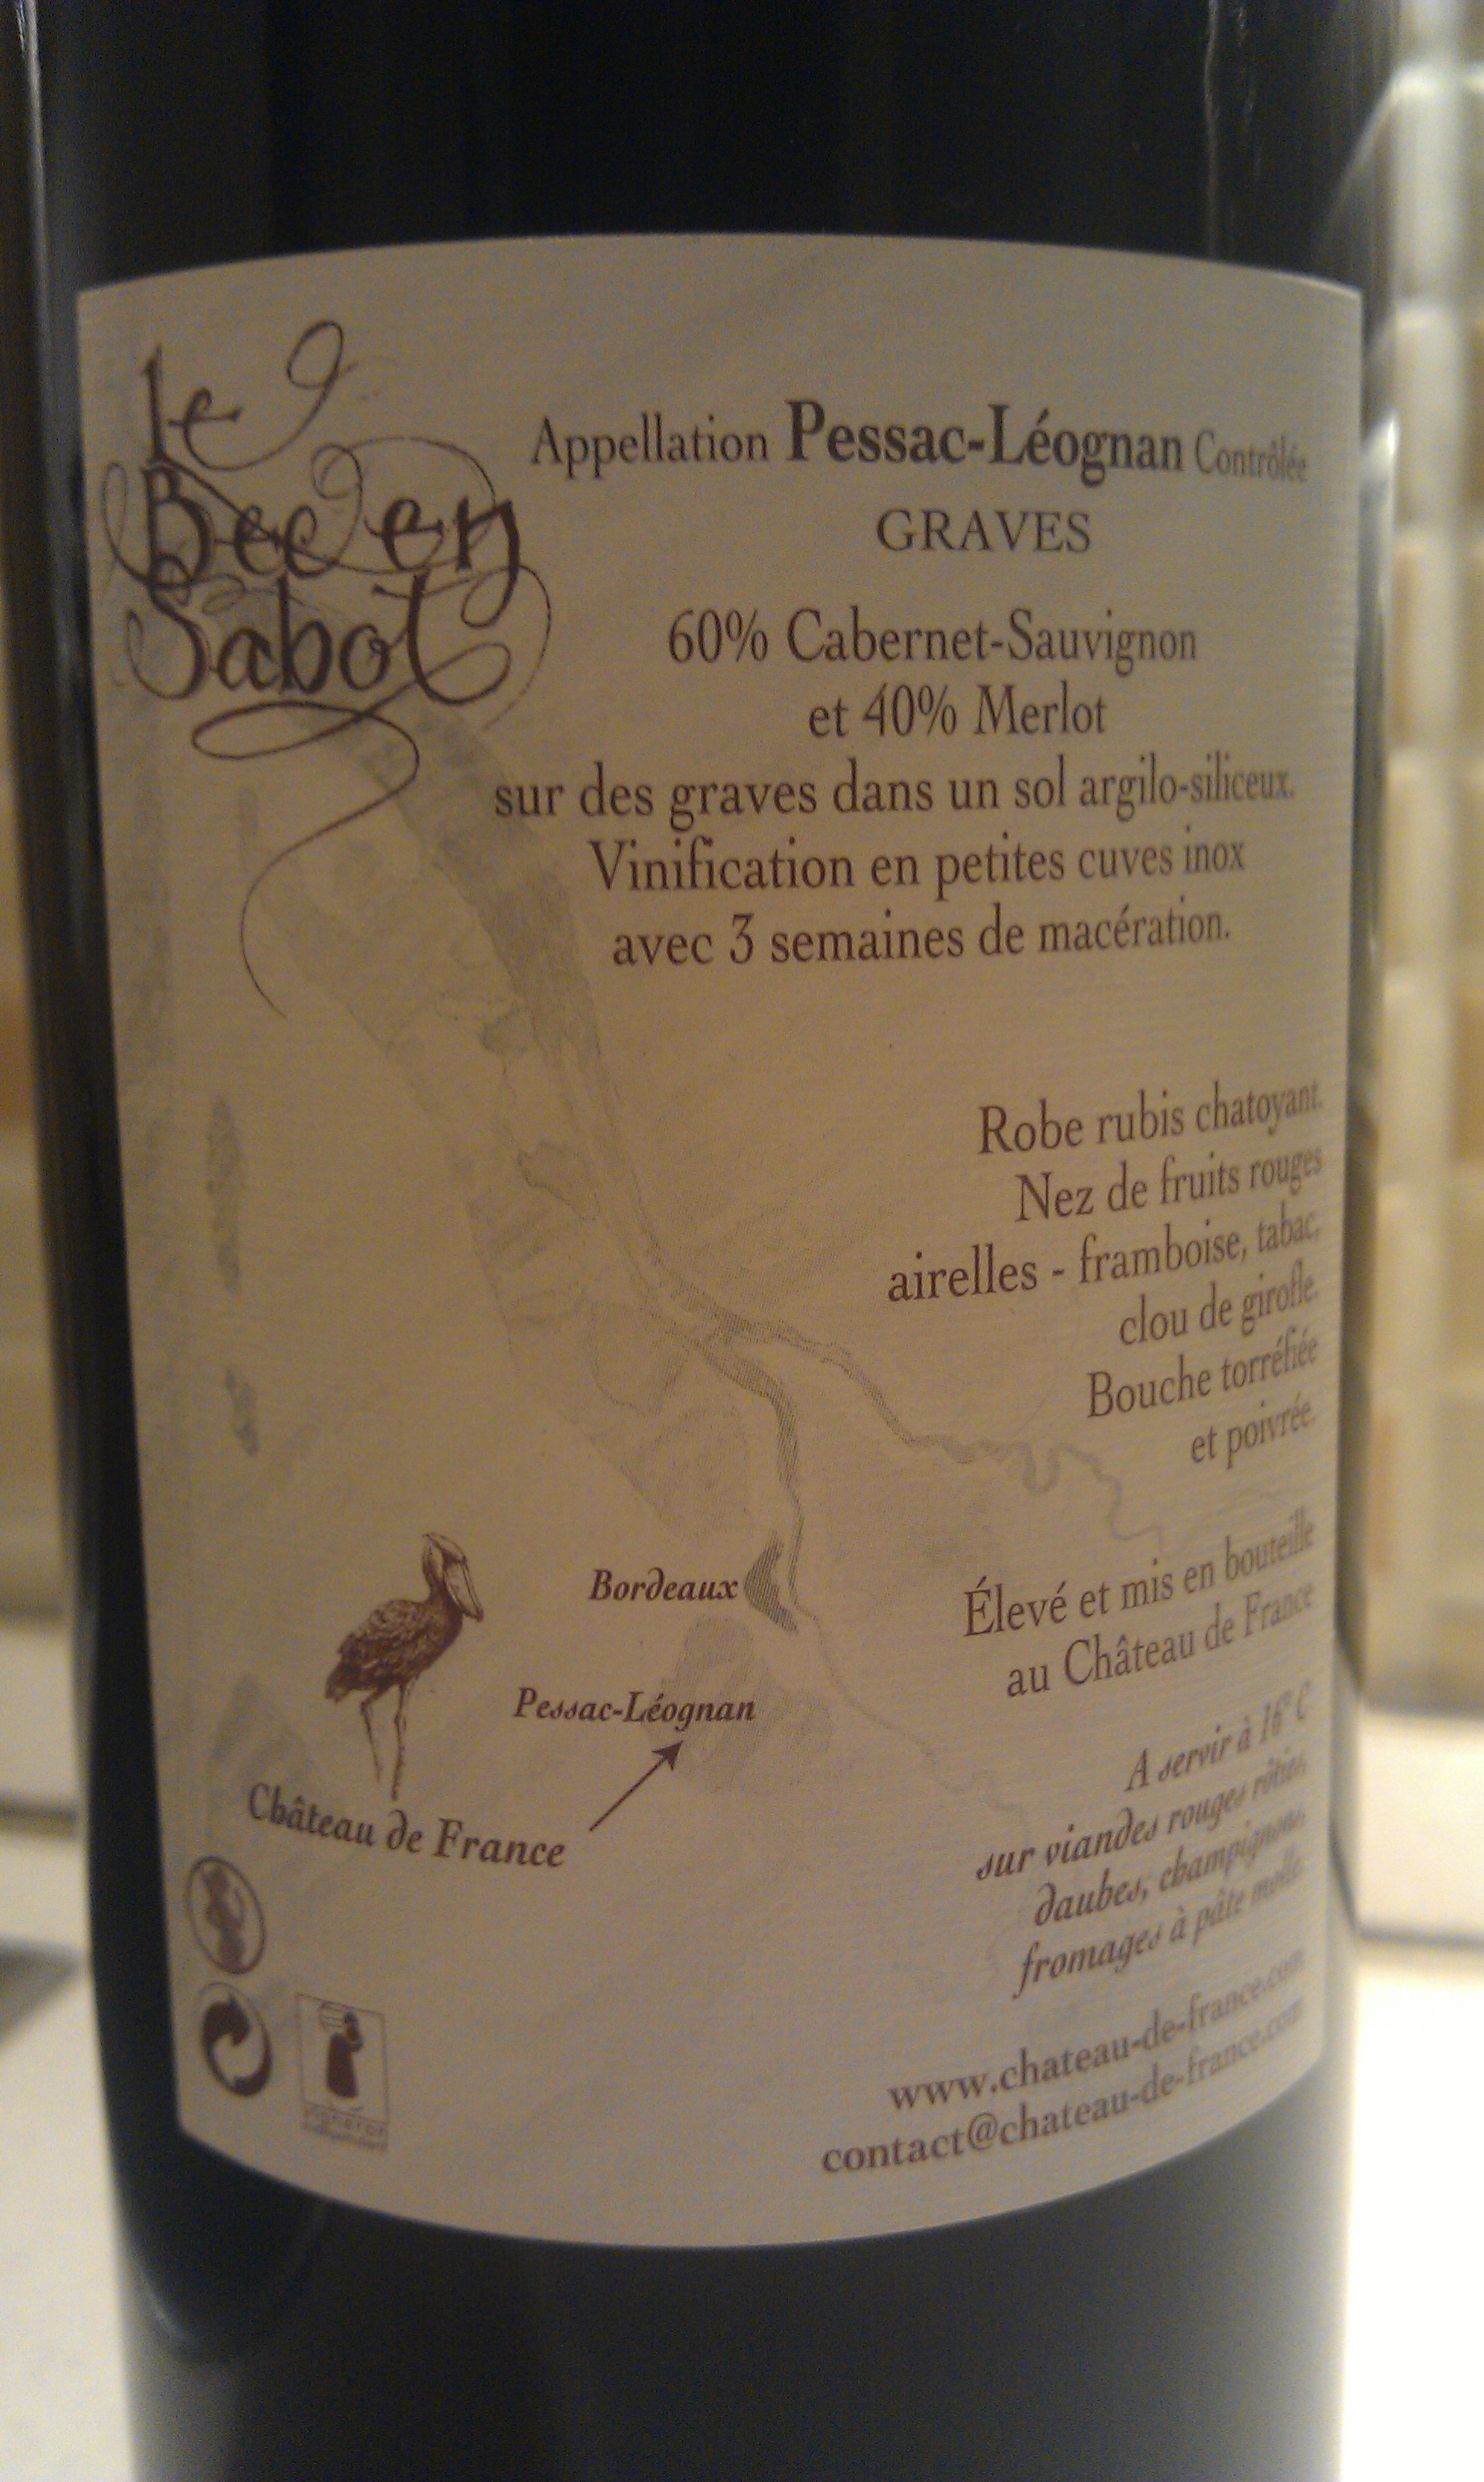 le
Bec en
Sabot
Appellation Pessac-Léognan Contrôlée
GRAVES
60% Cabernet-Sauvignon
et 40% Merlot
sur des graves dans un sol argilo-siliceux.
Vinification en petites cuves inox
avec 3 semaines de macération.
Robe rubis chatoyant.
Nez de fruits rouges
airelles - framboise, tabac,
clou de girofle.
Bouche torréfiée
et poivrée.
Bordeaux
Élevé et mis en bouteille
au Château de France
Pessac-Léognan
Château de France
A servir à 16° C
sur viandes rouges rôties,
daubes, champignons,
fromages à pâte molle.
www.chateau-de-france.com
contact@chateau-de-france.com
vigneron